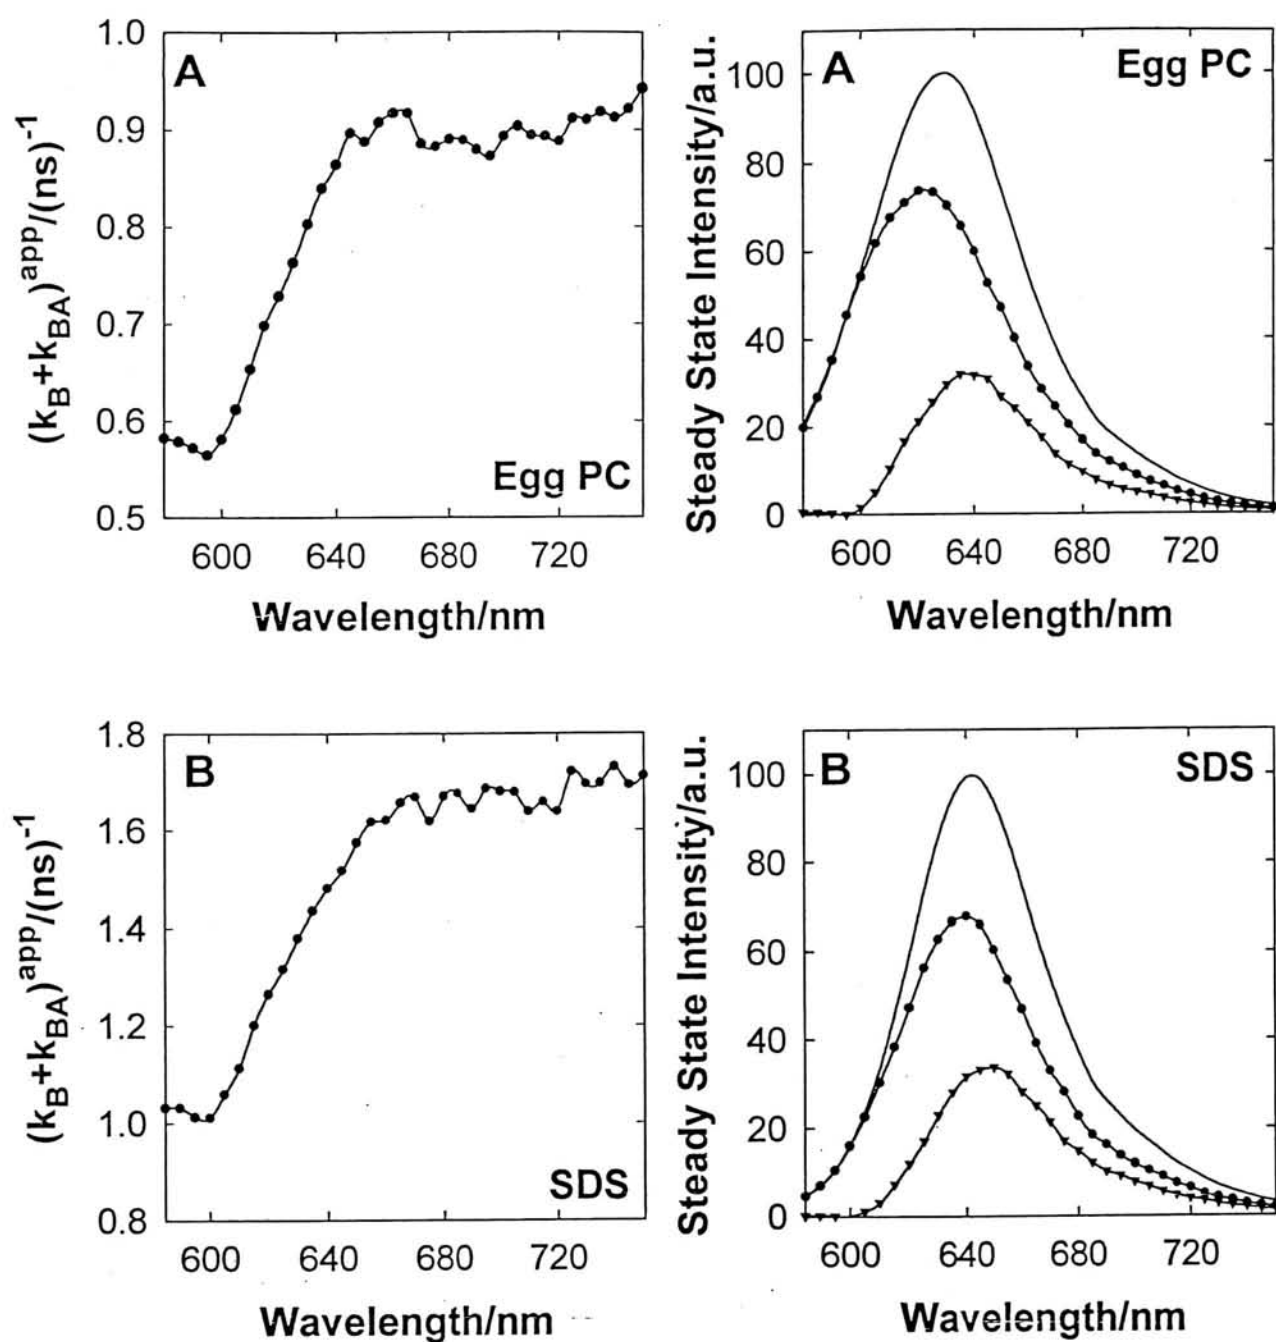 A
Egg PC
(k_B+k_BA)^app/(ns)^-1
1.0
0.9
0.8
0.7
0.6
0.5
600 640 680 720
Wavelength/nm
A Egg PC
Steady State Intensity/a.u.
100
80
60
40
20
0
600 640 680 720
Wavelength/nm
B
SDS
(k_B+k_BA)^app/(ns)^-1
1.8
1.6
1.4
1.2
1.0
0.8
600 640 680 720
Wavelength/nm
B SDS
Steady State Intensity/a.u.
100
80
60
40
20
0
600 640 680 720
Wavelength/nm